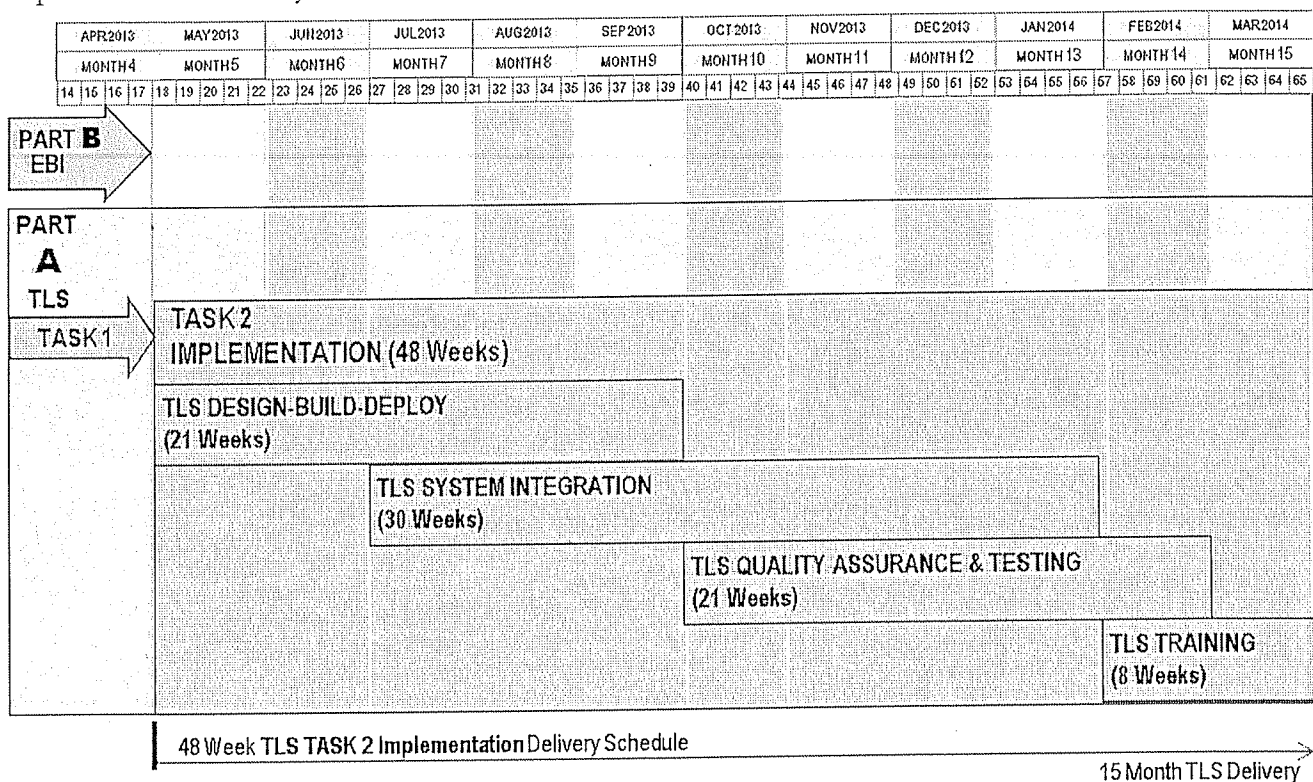 APR2013 MAY2013 JUN2013 JUL2013 AUG2013 SEP2013 OCT2013 NOV2013 DEC2013 JAN2014 FEB2014 MAR2014
MONTH4 MONTH5 MONTH6 MONTH7 MONTH8 MONTH9 MONTH10 MONTH11 MONTH12 MONTH13 MONTH14 MONTH15
14 15 16 17 18 19 20 21 22 23 24 25 26 27 28 29 30 31 32 33 34 35 36 37 38 39 40 41 42 43 44 45 46 47 48 49 50 51 52 53 54 55 56 57 58 59 60 61 62 63 64 65
PART B
EBI
PART
A
TLS
TASK 1
TASK 2
IMPLEMENTATION (48 Weeks)
TLS DESIGN-BUILD-DEPLOY
(21 Weeks)
TLS SYSTEM INTEGRATION
(30 Weeks)
TLS QUALITY ASSURANCE & TESTING
(21 Weeks)
TLS TRAINING
(8 Weeks)
48 Week TLS TASK 2 Implementation Delivery Schedule
15 Month TLS Delivery